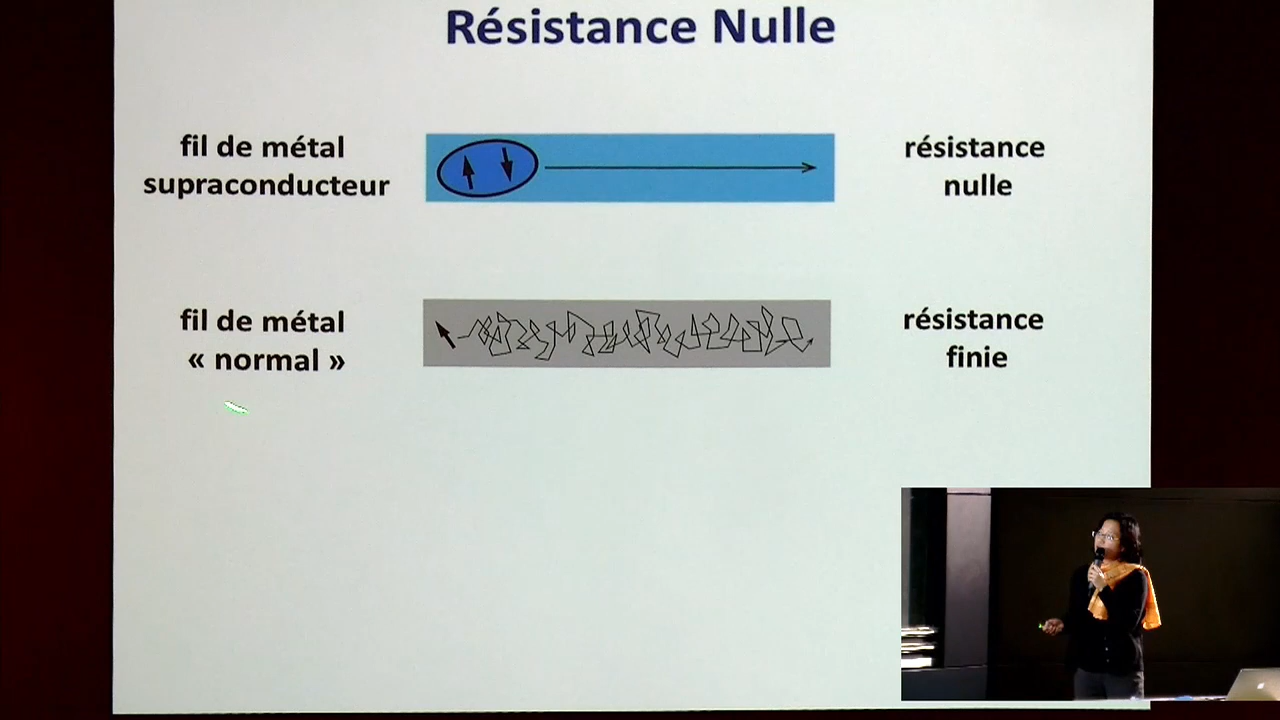 Résistance Nulle
fil de métal
supraconducteur
résistance
nulle
fil de métal
« normal »
résistance
finie